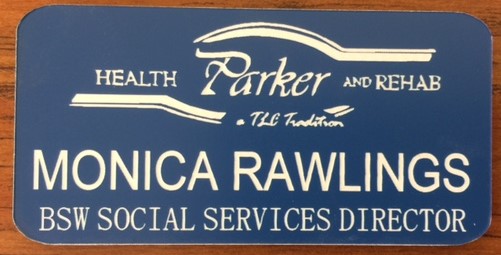 HEALTH Parker AND REHAB
a TLC Tradition
MONICA RAWLINGS
BSW SOCIAL SERVICES DIRECTOR